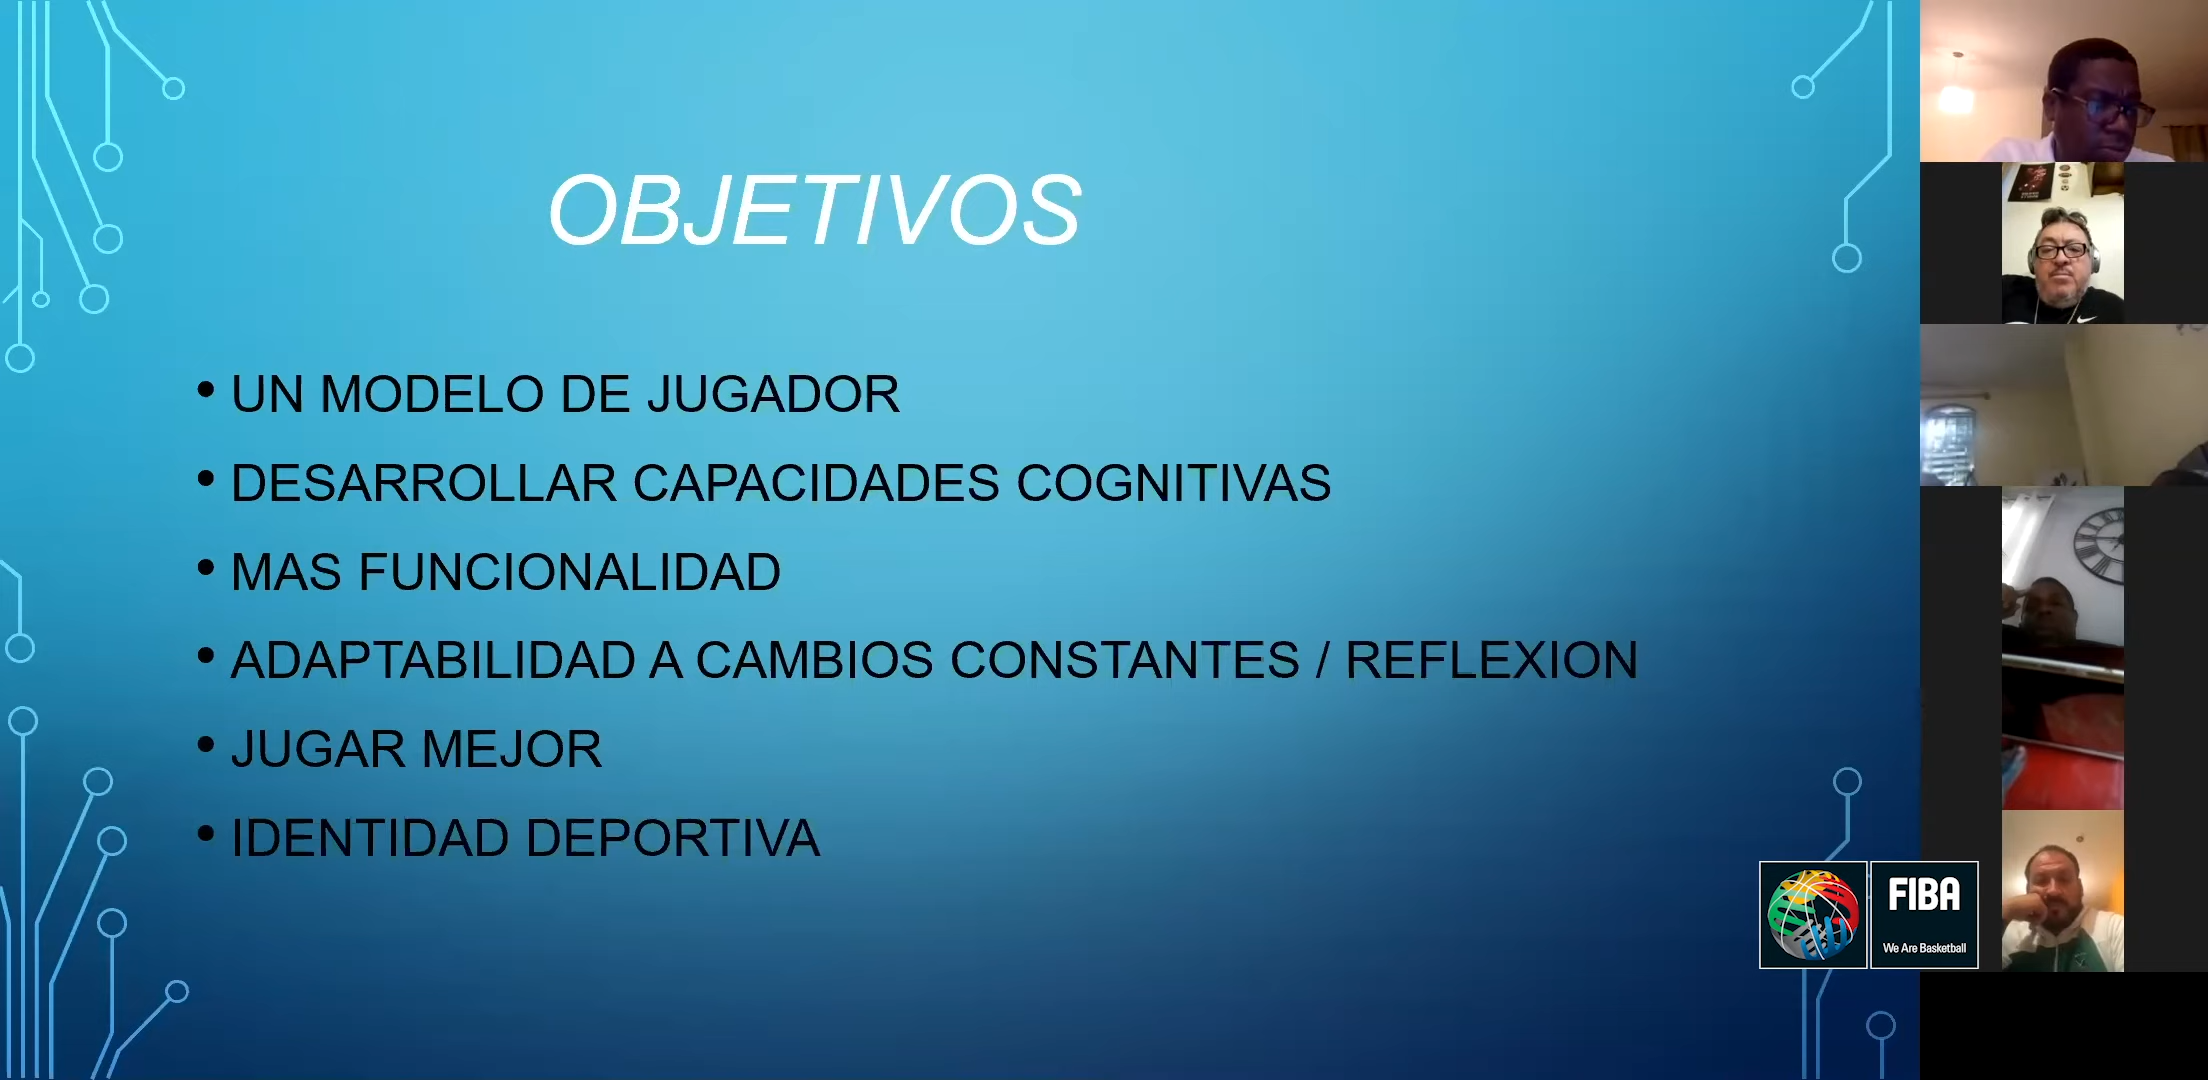 OBJETIVOS
• UN MODELO DE JUGADOR
• DESARROLLAR CAPACIDADES COGNITIVAS
• MAS FUNCIONALIDAD
• ADAPTABILIDAD A CAMBIOS CONSTANTES / REFLEXION
• JUGAR MEJOR
• IDENTIDAD DEPORTIVA
FIBA
We Are Basketball